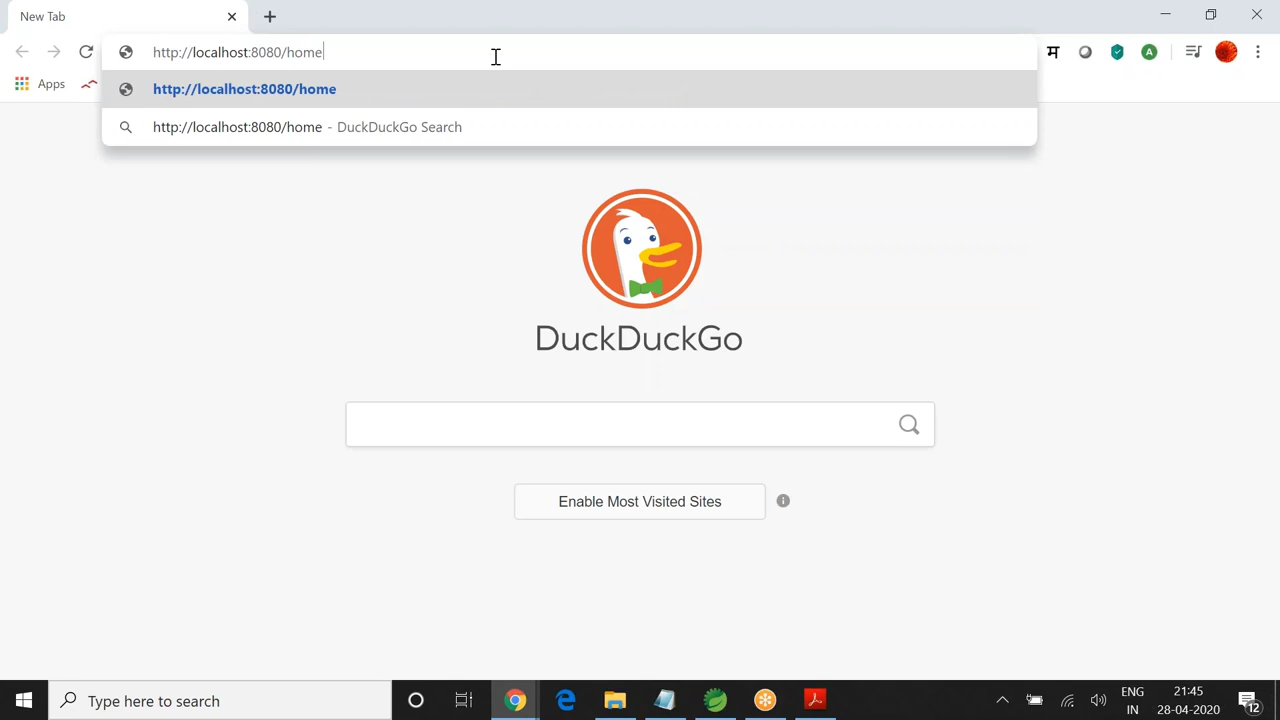 New Tab
http://localhost:8080/home
म
A
Apps
http://localhost:8080/home
http://localhost:8080/home - DuckDuckGo Search
DuckDuckGo
Enable Most Visited Sites
Type here to search
ENG
IN
21:45
28-04-2020
12